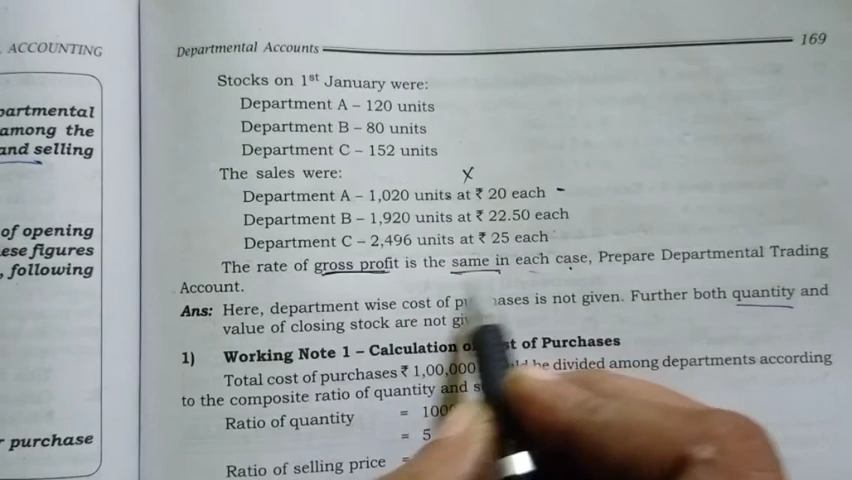 ACCOUNTING
Departmental Accounts
169
partmental
among the
and selling
of opening
ese figures
, following
r purchase
Stocks on 1st January were:
Department A – 120 units
Department B – 80 units
Department C – 152 units
The sales were:
x
Department A – 1,020 units at ₹ 20 each -
Department B – 1,920 units at ₹ 22.50 each
Department C – 2,496 units at ₹ 25 each
The rate of gross profit is the same in each case, Prepare Departmental Trading
Account.
Ans: Here, department wise cost of is not given. Further both quantity and
value of closing stock are not
1) Working Note 1 – Calculation of Cost of Purchases
Total cost of purchases ₹ 1,00,000 be divided among departments according
to the composite ratio of quantity and
Ratio of quantity =
= 5
Ratio of selling price =